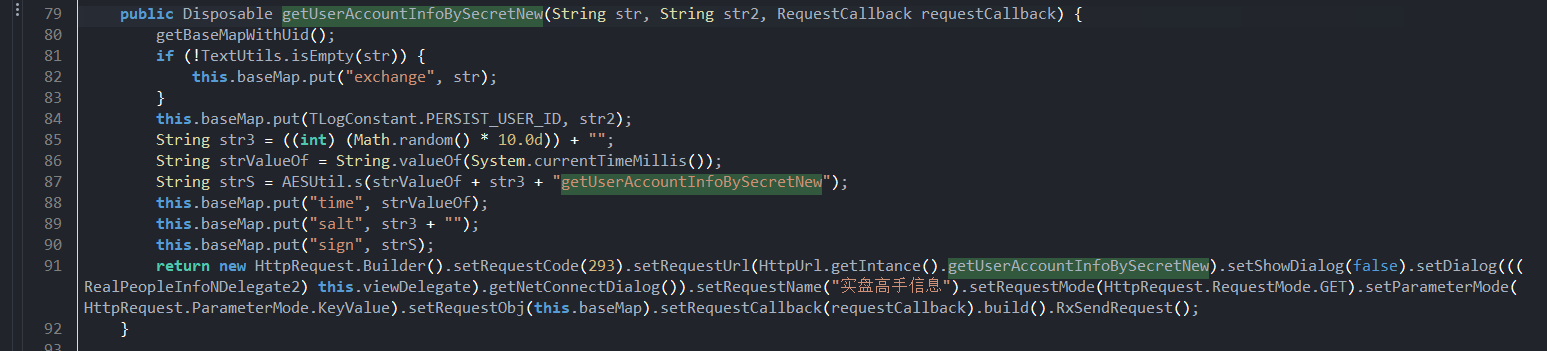 79 public Disposable getUserAccountInfoBySecretNew(String str, String str2, RequestCallback requestCallback) {
80 getBaseMapWithUid();
81 if (!TextUtils.isEmpty(str)) {
82 this.baseMap.put("exchange", str);
83 }
84 this.baseMap.put(TLogConstant.PERSIST_USER_ID, str2);
85 String str3 = ((int) (Math.random() * 10.0d)) + "";
86 String strValueOf = String.valueOf(System.currentTimeMillis());
87 String strS = AESUtil.s(strValueOf + str3 + "getUserAccountInfoBySecretNew");
88 this.baseMap.put("time", strValueOf);
89 this.baseMap.put("salt", str3 + "");
90 this.baseMap.put("sign", strS);
91 return new HttpRequest.Builder().setRequestCode(293).setRequestUrl(HttpUrl.getIntance().getUserAccountInfoBySecretNew).setShowDialog(false).setDialog(((
RealPeopleInfoNDelegate2) this.viewDelegate).getNetConnectDialog()).setRequestName("实盘高手信息").setRequestMode(HttpRequest.RequestMode.GET).setParameterMode(
HttpRequest.ParameterMode.KeyValue).setRequestObj(this.baseMap).setRequestCallback(requestCallback).build().RxSendRequest();
92 }
93